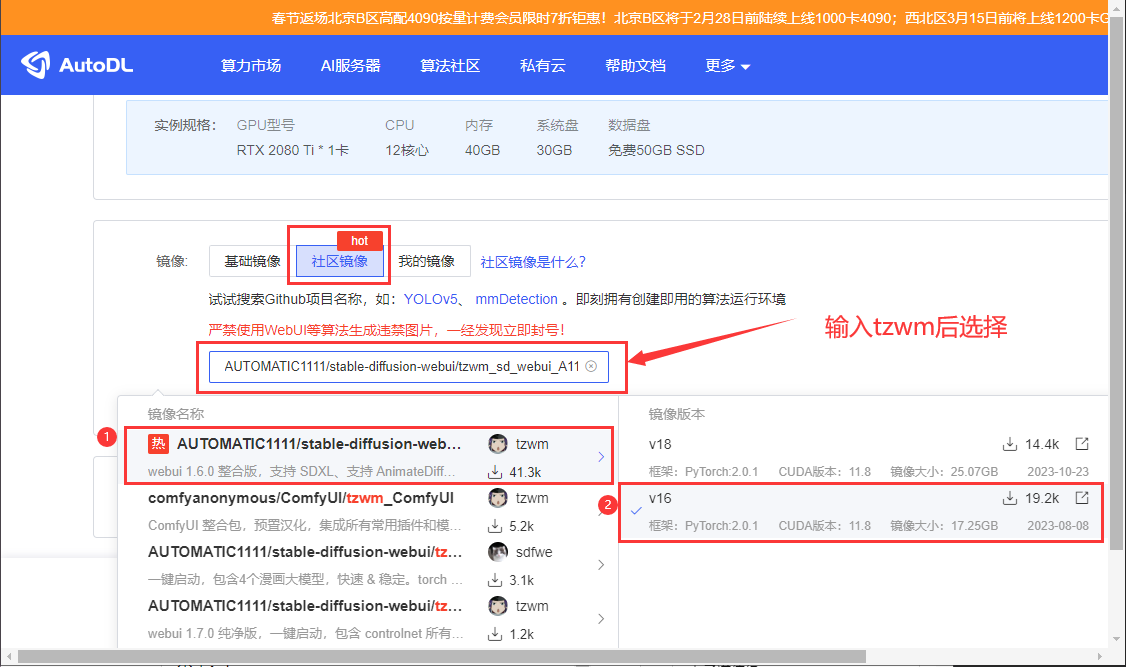 春节返场北京B区高配4090按量计费会员限时7折钜惠！北京B区将于2月28日前陆续上线1000卡4090；西北区3月15日前将上线1200卡G
AutoDL 算力市场 AI服务器 算法社区 私有云 帮助文档 更多
实例规格： GPU型号 CPU 内存 系统盘 数据盘
RTX 2080 Ti * 1卡 12核心 40GB 30GB 免费50GB SSD
hot
镜像: 基础镜像 社区镜像 我的镜像 社区镜像是什么？
试试搜索Github项目名称，如：YOLOv5、 mmDetection 。即刻拥有创建即用的算法运行环境
严禁使用WebUI等算法生成违禁图片，一经发现立即封号！
输入tzwm后选择
AUTOMATIC1111/stable-diffusion-webui/tzwm_sd_webui_A11
镜像名称 镜像版本
1 热 AUTOMATIC1111/stable-diffusion-web... tzwm
webui 1.6.0 整合版，支持 SDXL、支持 AnimateDiff... 41.3k
v18 14.4k
框架：PyTorch:2.0.1 CUDA版本：11.8 镜像大小：25.07GB 2023-10-23
comfyanonymous/ComfyUI/tzwm_ComfyUI tzwm
ComfyUI 整合包，预置汉化，集成所有常用插件和模... 5.2k
2 v16 19.2k
框架：PyTorch:2.0.1 CUDA版本：11.8 镜像大小：17.25GB 2023-08-08
AUTOMATIC1111/stable-diffusion-webui/tz... sdfwe
一键启动，包含4个漫画大模型，快速 & 稳定。torch ... 3.1k
AUTOMATIC1111/stable-diffusion-webui/tz... tzwm
webui 1.7.0 纯净版，一键启动，包含 controlnet 所有... 1.2k